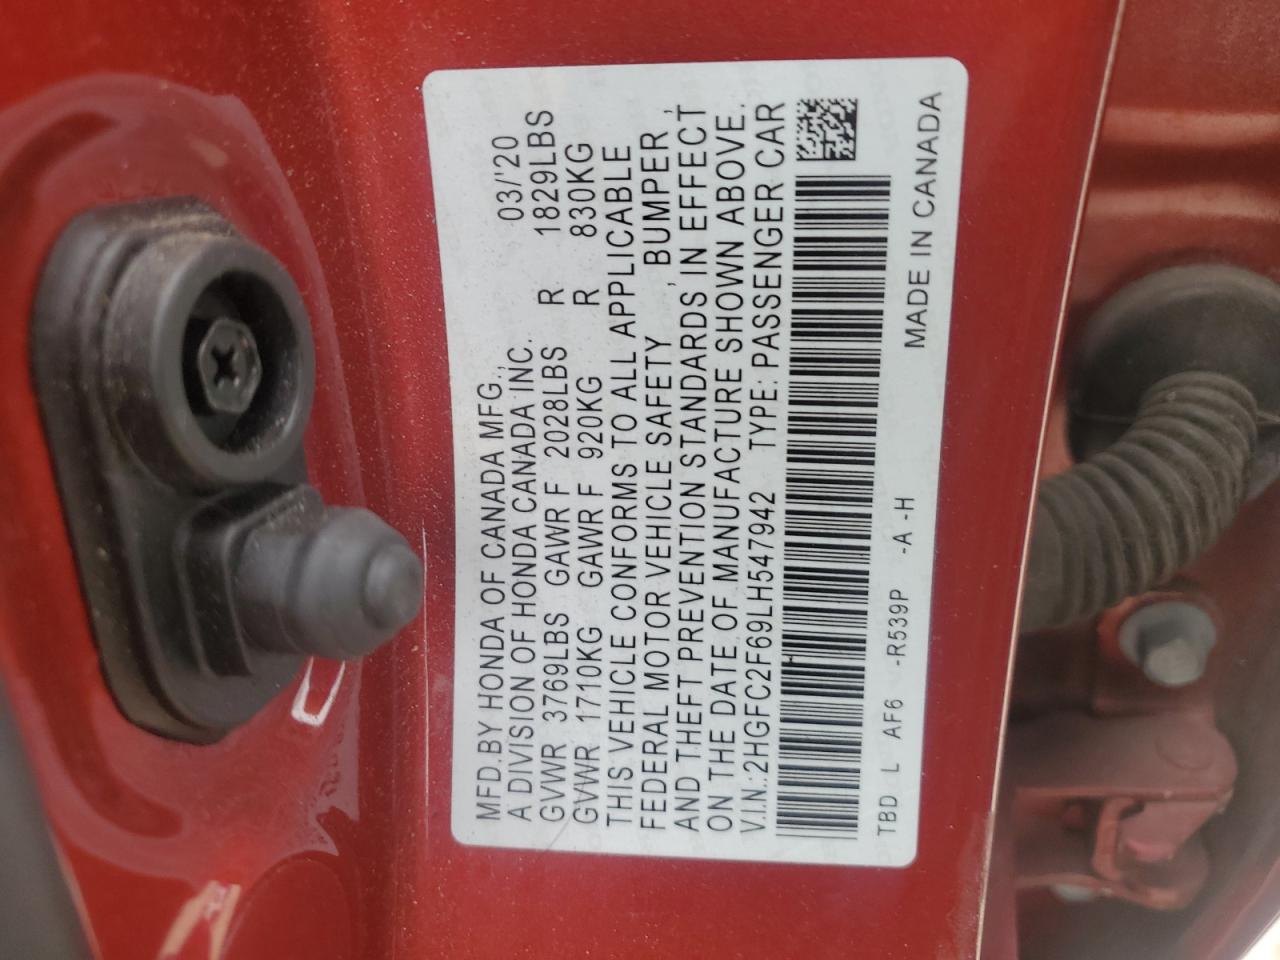 MFD.BY HONDA OF CANADA MFG., 03/'20
A DIVISION OF HONDA CANADA INC.
GVWR 3769LBS GAWR F 2028LBS R 1829LBS
GVWR 1710KG GAWR F 920KG R 830KG
THIS VEHICLE CONFORMS TO ALL APPLICABLE
FEDERAL MOTOR VEHICLE SAFETY , BUMPER ,
AND THEFT PREVENTION STANDARDS, IN EFFECT
ON THE DATE OF MANUFACTURE SHOWN ABOVE.
V.I.N.:2HGFC2F69LH547942 TYPE: PASSENGER CAR
TBD L AF6 -R539P -A -H MADE IN CANADA